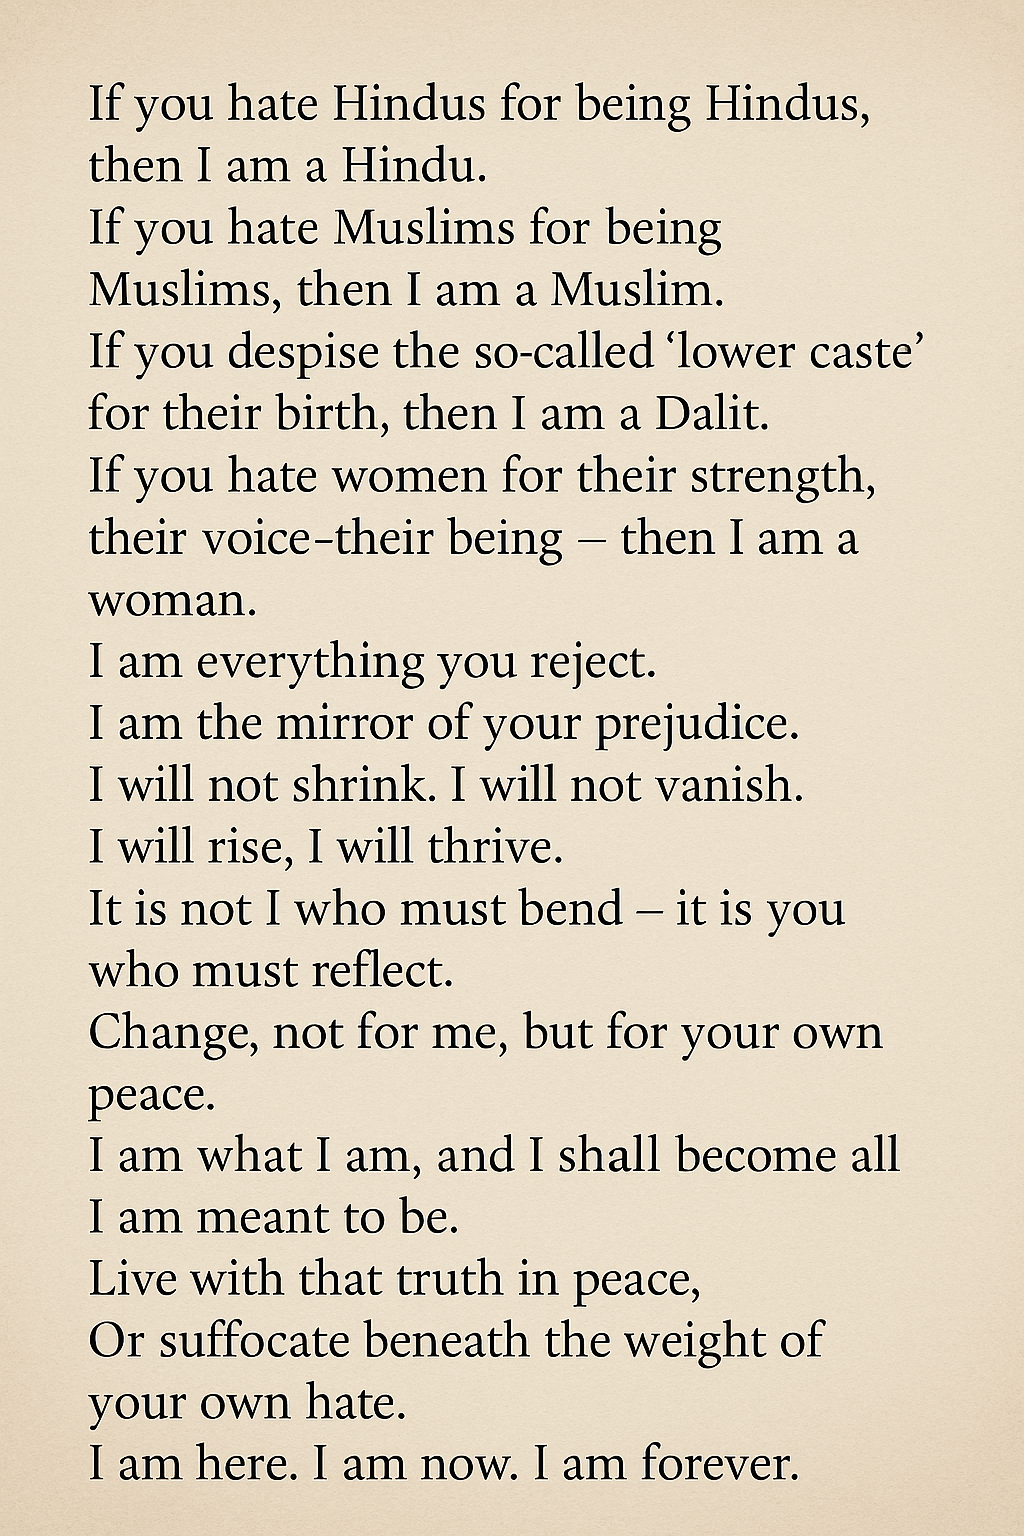 If you hate Hindus for being Hindus,
then I am a Hindu.
If you hate Muslims for being
Muslims, then I am a Muslim.
If you despise the so-called ‘lower caste’
for their birth, then I am a Dalit.
If you hate women for their strength,
their voice–their being – then I am a
woman.
I am everything you reject.
I am the mirror of your prejudice.
I will not shrink. I will not vanish.
I will rise, I will thrive.
It is not I who must bend – it is you
who must reflect.
Change, not for me, but for your own
peace.
I am what I am, and I shall become all
I am meant to be.
Live with that truth in peace,
Or suffocate beneath the weight of
your own hate.
I am here. I am now. I am forever.